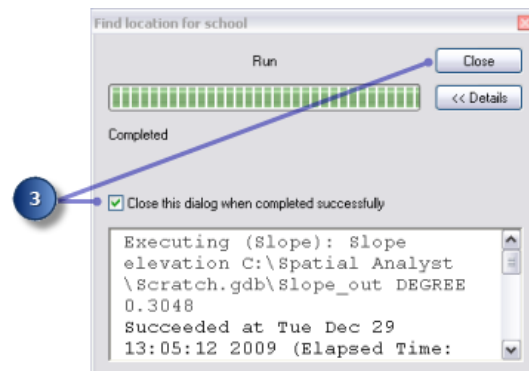 Find location for school
Run
Close
<< Details
Completed
3
Close this dialog when completed successfully
Executing (Slope): Slope
elevation C:\Spatial Analyst
\Scratch.gdb\Slope_out DEGREE
0.3048
Succeeded at Tue Dec 29
13:05:12 2009 (Elapsed Time: